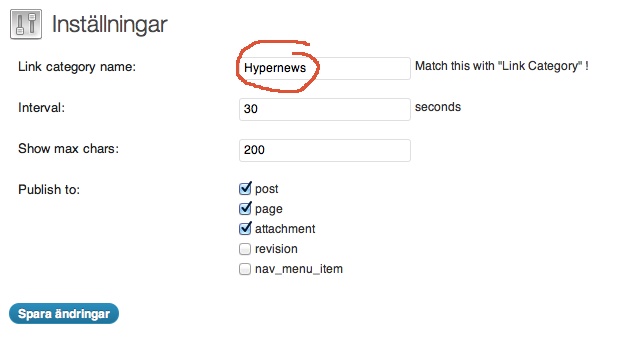 Inställningar
Link category name: Hypernews Match this with "Link Category" !
Interval: 30 seconds
Show max chars: 200
Publish to: post
page
attachment
revision
nav_menu_item
Spara ändringar